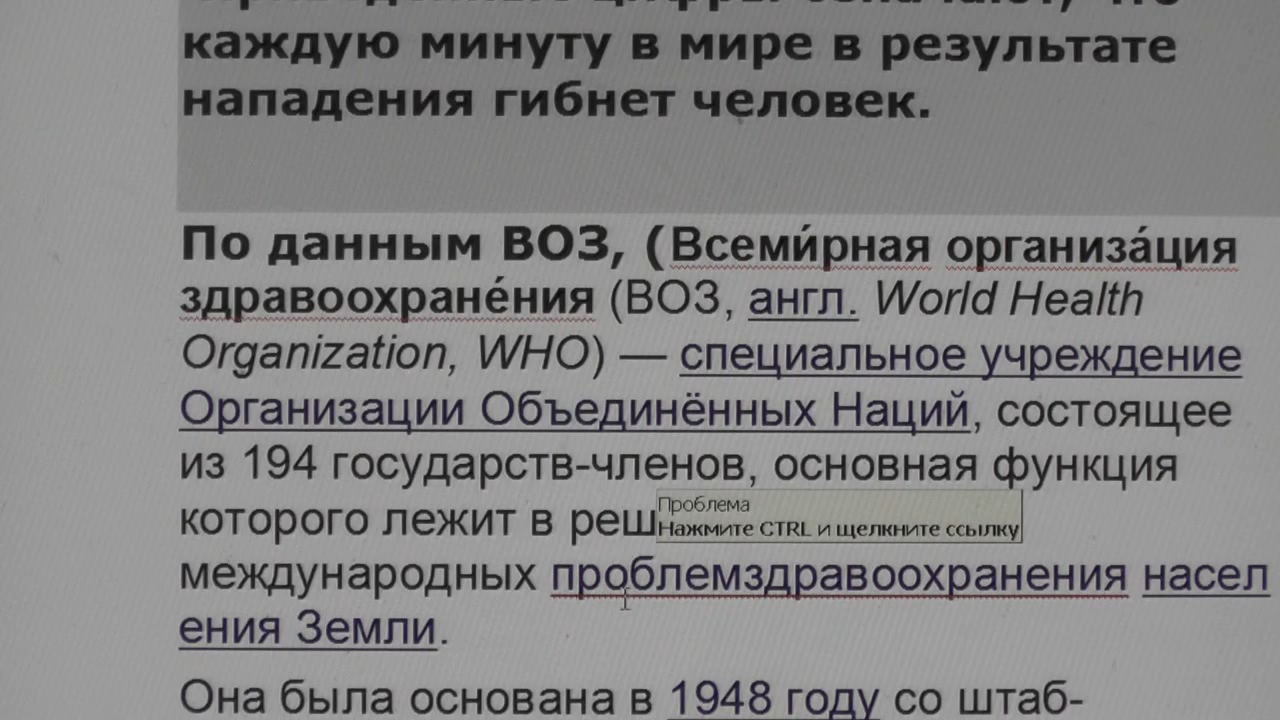 каждую минуту в мире в результате
нападения гибнет человек.
По данным ВОЗ, (Всеми́рная организа́ция
здравоохране́ния (ВОЗ, англ. World Health
Organization, WHO) — специальное учреждение
Организации Объединённых Наций, состоящее
из 194 государств-членов, основная функция
которого лежит в реш
Проблема
Нажмите CTRL и щелкните ссылку
международных проблемздравоохранения насел
ения Земли.
Она была основана в 1948 году со штаб-